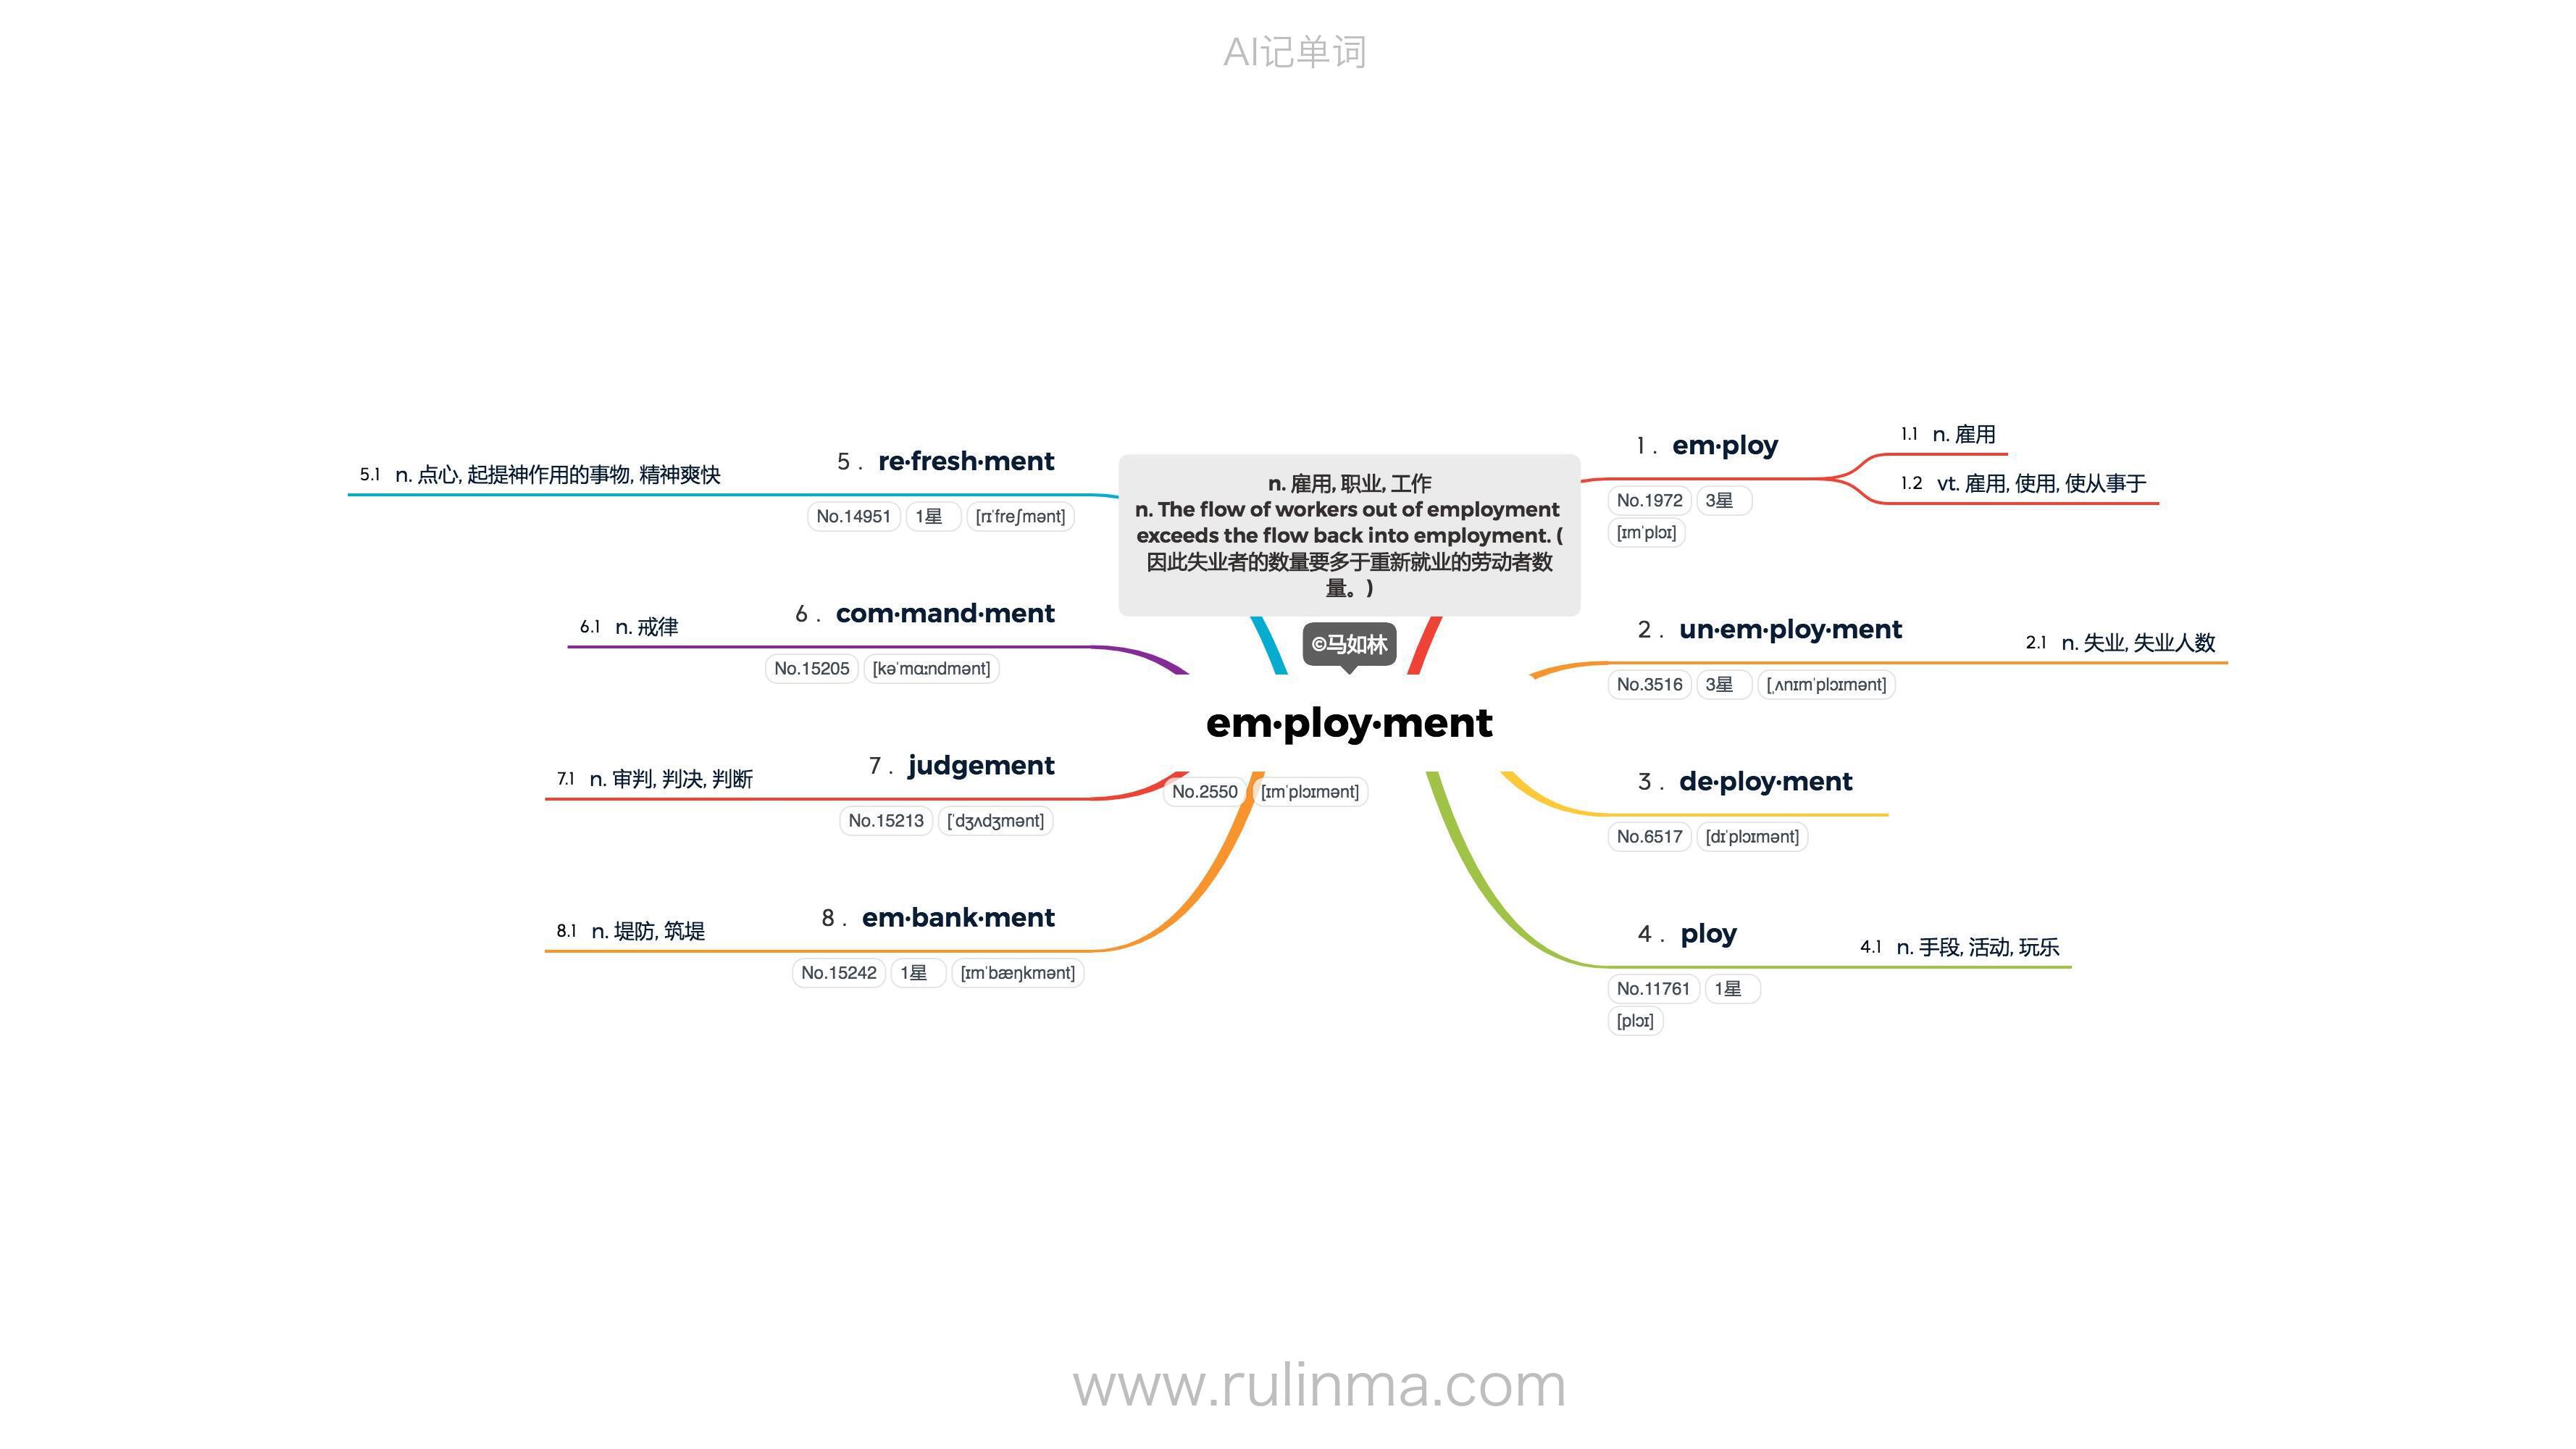 AI记单词
n. 雇用, 职业, 工作
n. The flow of workers out of employment
exceeds the flow back into employment. (
因此失业者的数量要多于重新就业的劳动者数
量。)
©马如林
em·ploy·ment
No.2550 [ɪmˈplɔɪmənt]
1. em·ploy
No.1972 3星
[ɪmˈplɔɪ]
1.1 n. 雇用
1.2 vt. 雇用, 使用, 使从事于
2. un·em·ploy·ment
No.3516 3星 [ˌʌnɪmˈplɔɪmənt]
2.1 n. 失业, 失业人数
3. de·ploy·ment
No.6517 [dɪˈplɔɪmənt]
4. ploy
No.11761 1星
[plɔɪ]
4.1 n. 手段, 活动, 玩乐
5. re·fresh·ment
No.14951 1星 [rɪˈfreʃmənt]
5.1 n. 点心, 起提神作用的事物, 精神爽快
6. com·mand·ment
No.15205 [kəˈmɑːndmənt]
6.1 n. 戒律
7. judgement
No.15213 [ˈdʒʌdʒmənt]
7.1 n. 审判, 判决, 判断
8. em·bank·ment
No.15242 1星 [ɪmˈbæŋkmənt]
8.1 n. 堤防, 筑堤
www.rulinma.com